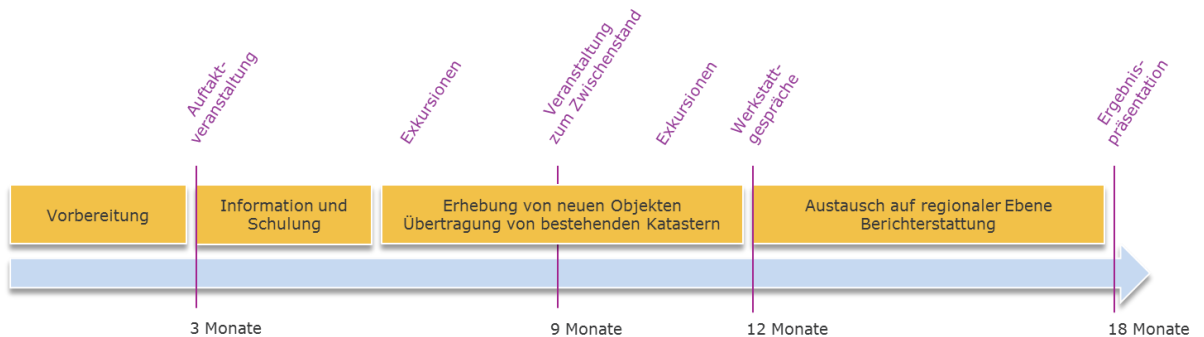 Auftakt-
veranstaltung
Exkursionen
Veranstaltung
zum Zwischenstand
Exkursionen
Werkstatt-
gespräche
Ergebnis-
präsentation
Vorbereitung
Information und
Schulung
Erhebung von neuen Objekten
Übertragung von bestehenden Katastern
Austausch auf regionaler Ebene
Berichterstattung
3 Monate
9 Monate
12 Monate
18 Monate